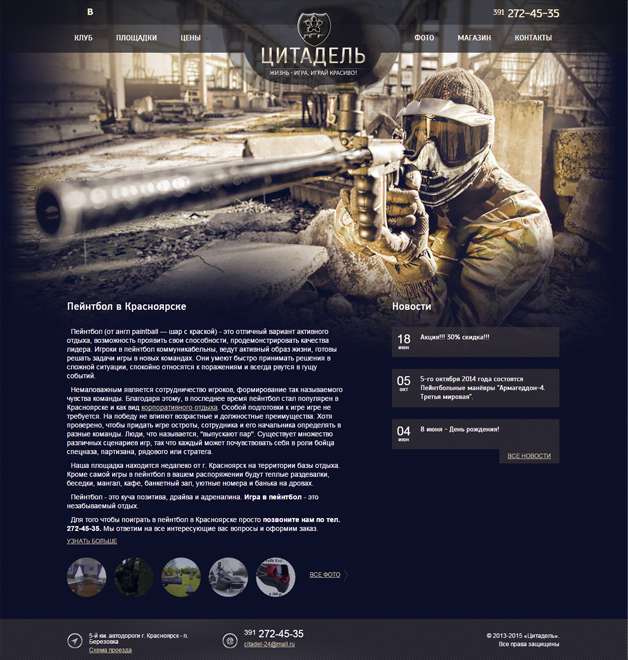 В
391 272-45-35
КЛУБ ПЛОЩАДКИ ЦЕНЫ
ЦИТАДЕЛЬ
ЖИЗНЬ - ИГРА, ИГРАЙ КРАСИВО!
ФОТО МАГАЗИН КОНТАКТЫ
Пейнтбол в Красноярске
Пейнтбол (от англ paintball — шар с краской) - это отличный вариант активного
отдыха, возможность проявить свои способности, продемонстрировать качества
лидера. Игроки в пейнтбол коммуникабельны, ведут активный образ жизни, готовы
решать задачи игры в новых командах. Они умеют быстро принимать решения в
сложной ситуации, спокойно относятся к поражениям и всегда рвутся в гущу
событий.
Немаловажным является сотрудничество игроков, формирование так называемого
чувства команды. Благодаря этому, в последнее время пейнтбол стал популярен в
Красноярске и как вид корпоративного отдыха. Особой подготовки к игре игре не
требуется. На победу не влияют возрастные и должностные преимущества. Хотя
проверено, чтобы придать игре остроты, сотрудника и его начальника определять в
разные команды. Люди, что называется, "выпускают пар". Существует множество
различных сценариев игр, так что каждый может почувствовать себя в роли бойца
спецназа, партизана, рядового или стратега.
Наша площадка находится недалеко от г. Красноярск на территории базы отдыха.
Кроме самой игры в пейнтбол в вашем распоряжении будут теплые раздевалки,
беседки, мангал, кафе, банкетный зал, уютные номера и банька на дровах.
Пейнтбол - это куча позитива, драйва и адреналина. Игра в пейнтбол - это
незабываемый отдых.
Для того чтобы поиграть в пейнтбол в Красноярске просто позвоните нам по тел.
272-45-35. Мы ответим на все интересующие вас вопросы и оформим заказ.
УЗНАТЬ БОЛЬШЕ
ВСЕ ФОТО
Новости
18
июн
Акция!!! 30% скидка!!!
05
окт
5-го октября 2014 года состоятся
Пейнтбольные манёвры "Армагеддон-4.
Третья мировая".
04
июн
8 июня - День рождения!
ВСЕ НОВОСТИ
5-й км. автодороги г. Красноярск - п.
Березовка
Схема проезда
391 272-45-35
citadel-24@mail.ru
© 2013-2015 «Цитадель».
Все права защищены